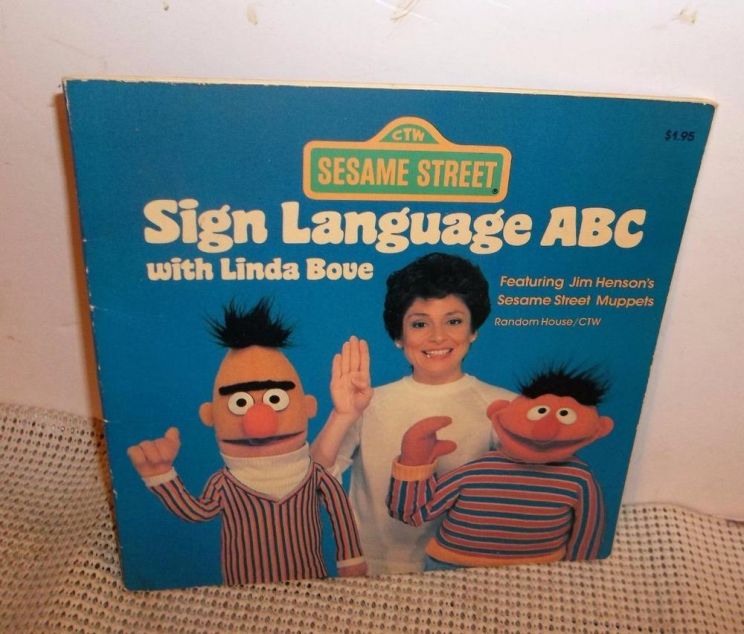 $1.95
CTW
SESAME STREET
Sign Language ABC
with Linda Bove
Featuring Jim Henson's
Sesame Street Muppets
Random House/CTW